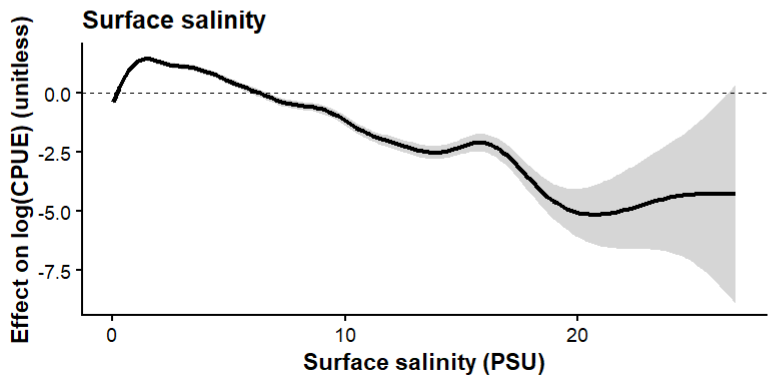 Surface salinity
Effect on log(CPUE) (unitless)
0.0
-2.5
-5.0
-7.5
0
10
20
Surface salinity (PSU)